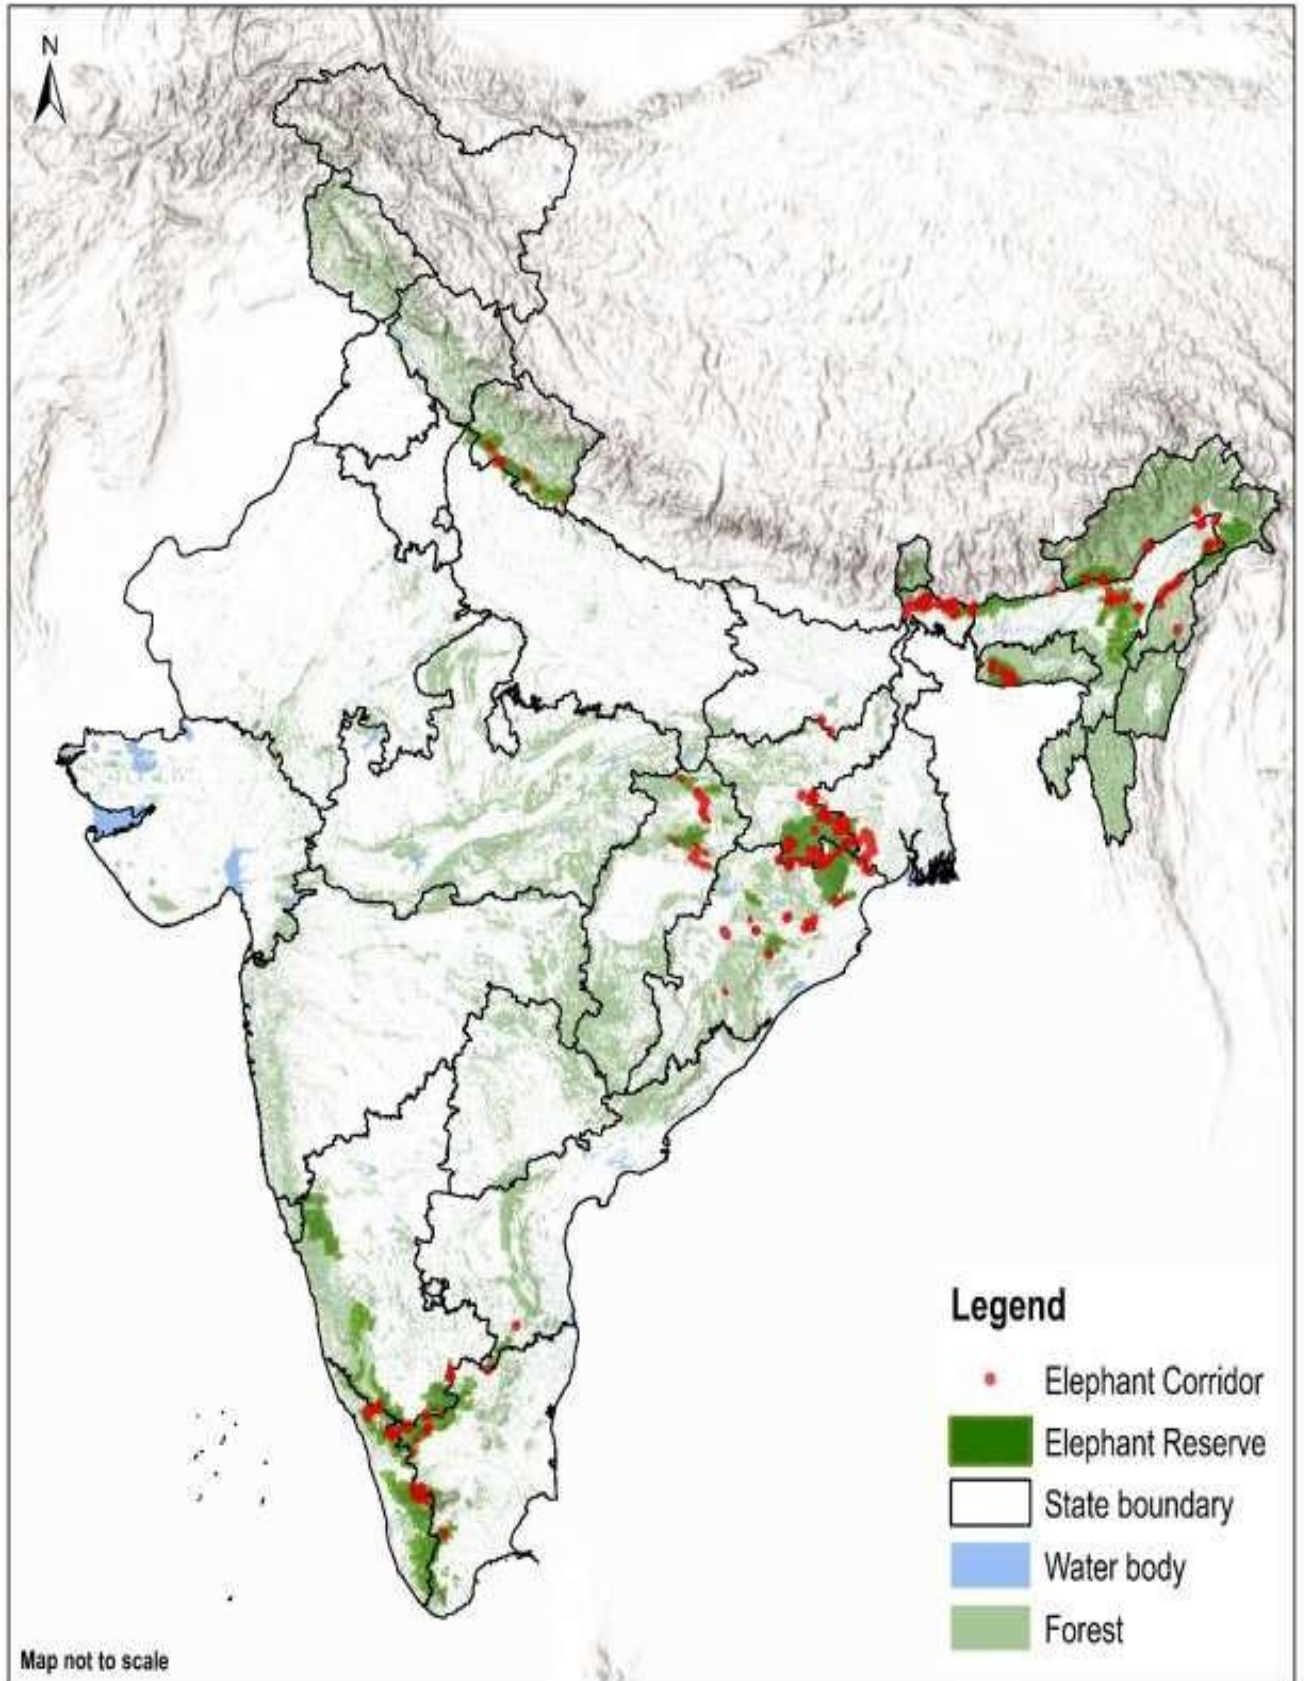 N
Legend
Elephant Corridor
Elephant Reserve
State boundary
Water body
Forest
Map not to scale